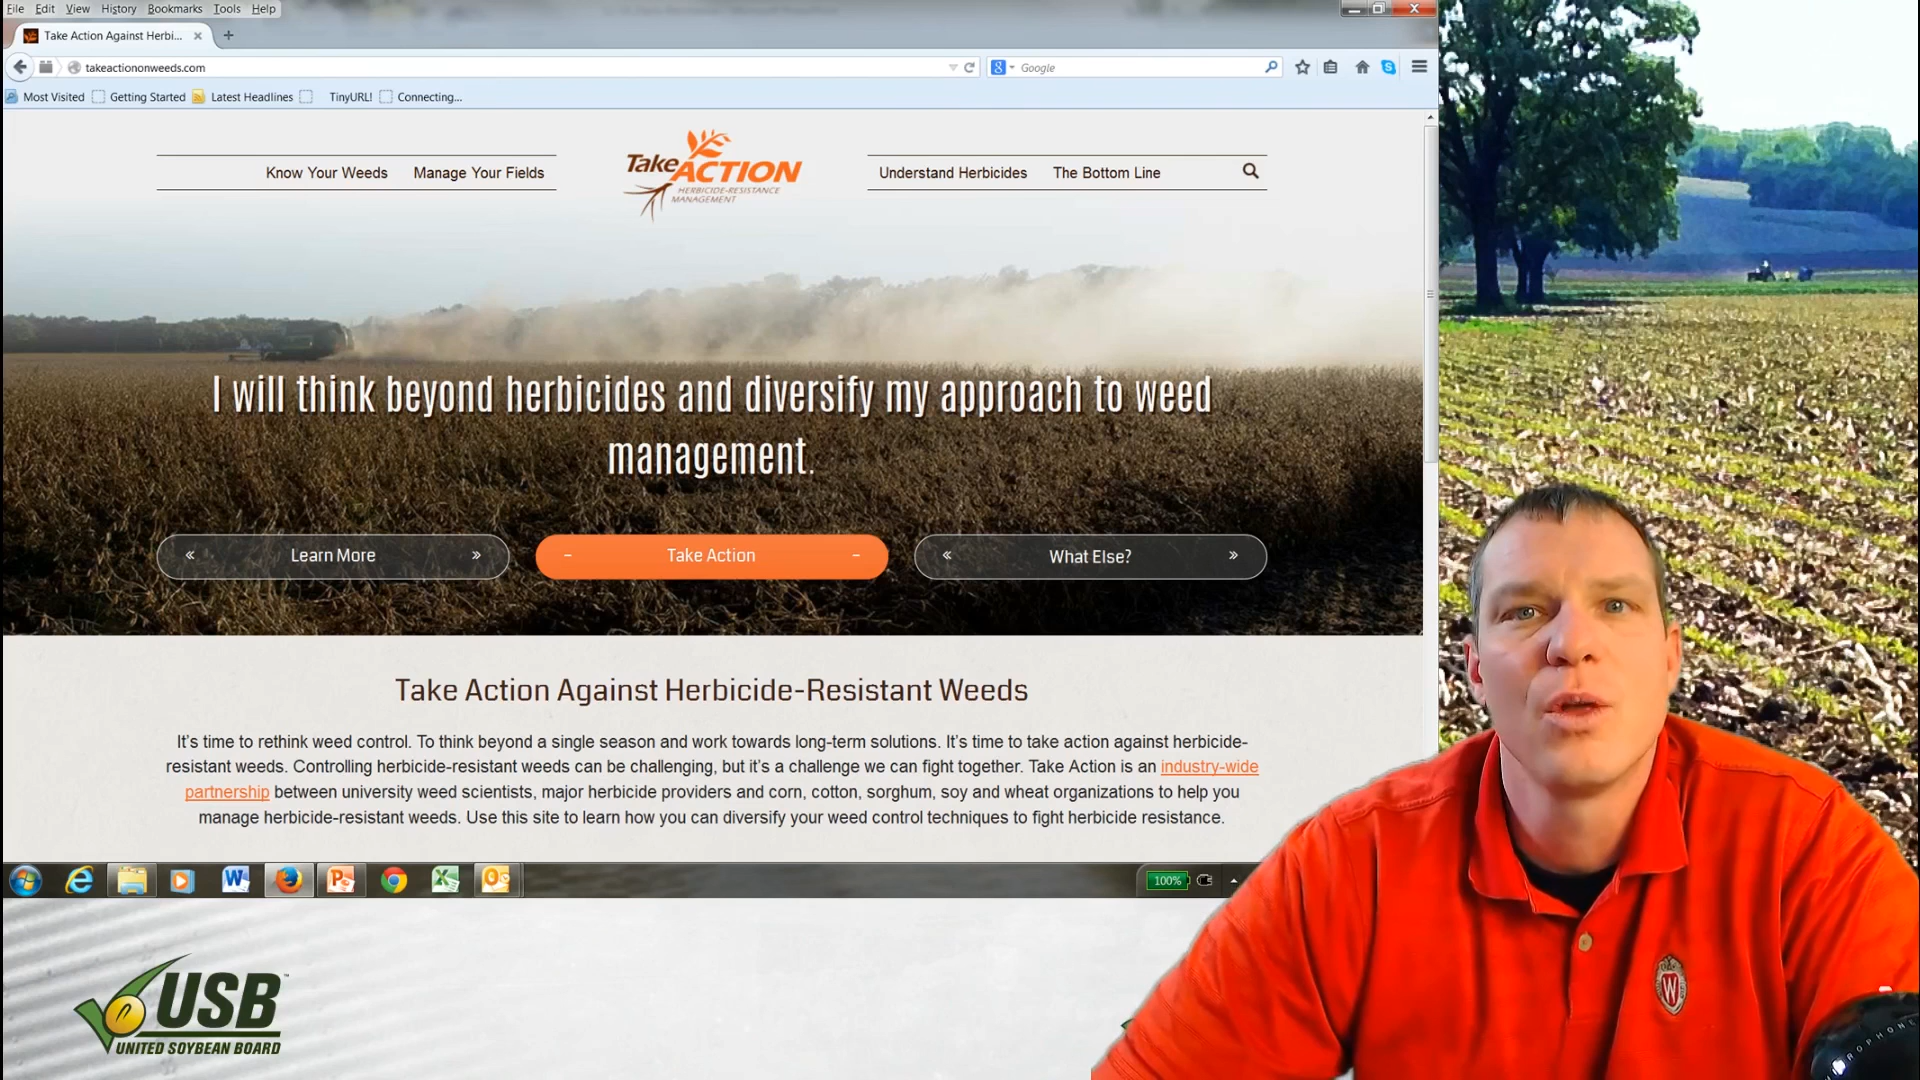 File Edit View History Bookmarks Tools Help
Take Action Against Herbi...
takeactiononweeds.com
Google
Most Visited Getting Started Latest Headlines TinyURL! Connecting...
Know Your Weeds Manage Your Fields
Take ACTION
HERBICIDE-RESISTANCE
MANAGEMENT
Understand Herbicides The Bottom Line
I will think beyond herbicides and diversify my approach to weed
management.
« Learn More »
– Take Action –
« What Else? »
Take Action Against Herbicide-Resistant Weeds
It's time to rethink weed control. To think beyond a single season and work towards long-term solutions. It's time to take action against herbicide-
resistant weeds. Controlling herbicide-resistant weeds can be challenging, but it's a challenge we can fight together. Take Action is an industry-wide
partnership between university weed scientists, major herbicide providers and corn, cotton, sorghum, soy and wheat organizations to help you
manage herbicide-resistant weeds. Use this site to learn how you can diversify your weed control techniques to fight herbicide resistance.
100%
USB™
UNITED SOYBEAN BOARD
W